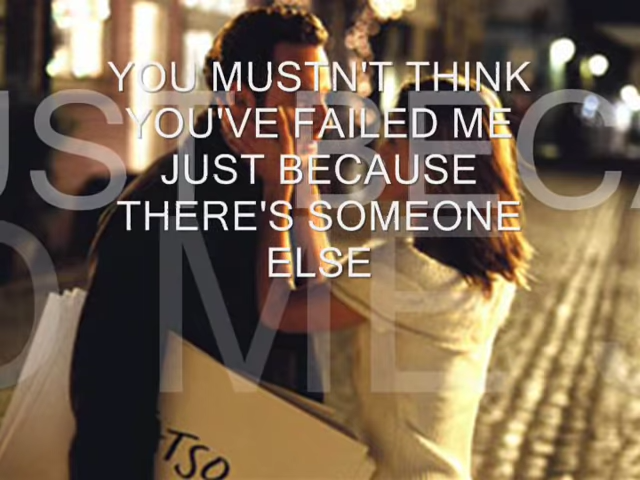 YOU MUSTN'T THINK
YOU'VE FAILED ME
JUST BECAUSE
THERE'S SOMEONE
ELSE